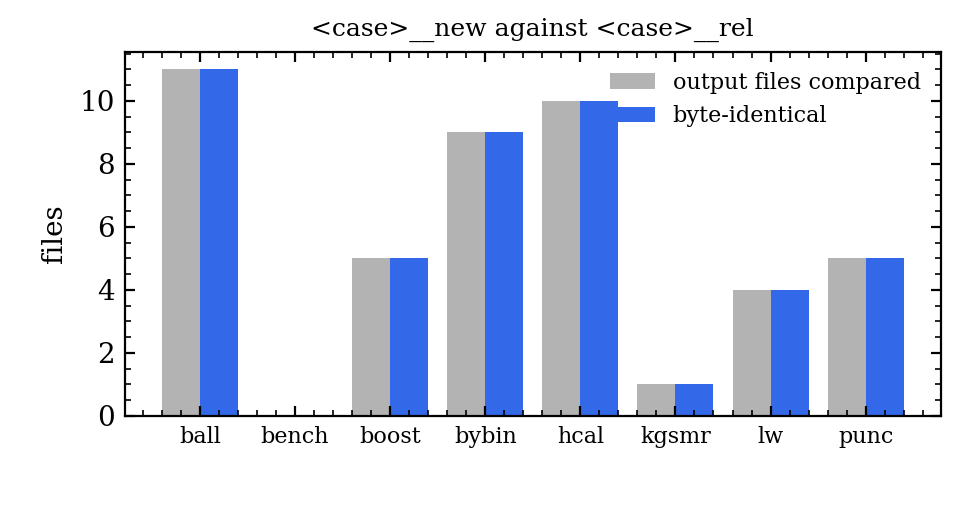 <case>__new against <case>__rel
output files compared
byte-identical
files
10
8
6
4
2
0
ball bench boost bybin hcal kgsmr lw punc